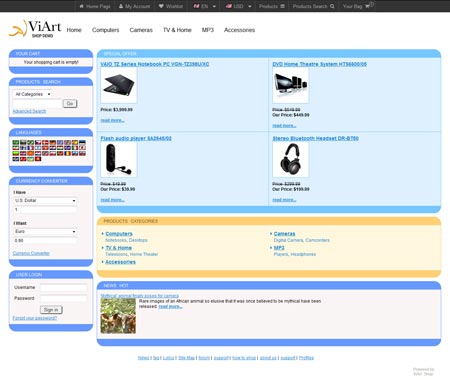 Home Page
My Account
Wishlist
EN
USD
Products
Products Search
Your Bag
ViArt
SHOP DEMO
Home
Computers
Cameras
TV & Home
MP3
Accessories
YOUR CART
Your shopping cart is empty!
PRODUCTS SEARCH
All Categories
Go
Advanced Search
LANGUAGES
CURRENCY CONVERTER
I Have
U.S. Dollar
1
I Want
Euro
Currency Converter
USER LOGIN
Username
Password
Sign in
Forgot your password?
SPECIAL OFFER
VAIO TZ Series Notebook PC VGN-TZ398U/XC
Price: $3,999.99
read more...
DVD Home Theatre System HTS6600/05
Price: $549.99
Our Price: $449.99
read more...
Flash audio player SA2645/02
Price: $49.99
Our Price: $39.99
read more...
Stereo Bluetooth Headset DR-BT50
Price: $299.99
Our Price: $199.99
read more...
PRODUCTS CATEGORIES
Computers
Notebooks, Desktops
TV & Home
Televisions, Home Theater
Accessories
Cameras
Digital Camera, Camcorders
MP3
Players, Headphones
NEWS HOT
'Mythical' animal finally posed for camera
Rare images of an African animal so elusive that it was once believed to be mythical have been
released. read more...
News | faq | Lorics | Site Map | forum | support | how to shop | about us | support | Profiles
Powered by
ViArt Shop